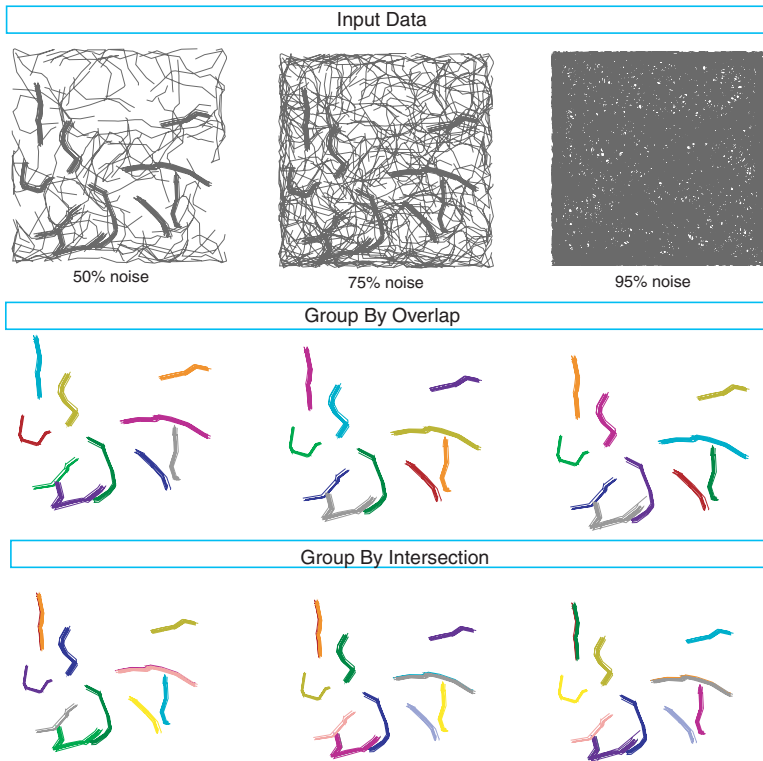 Input Data
50% noise
75% noise
95% noise
Group By Overlap
Group By Intersection